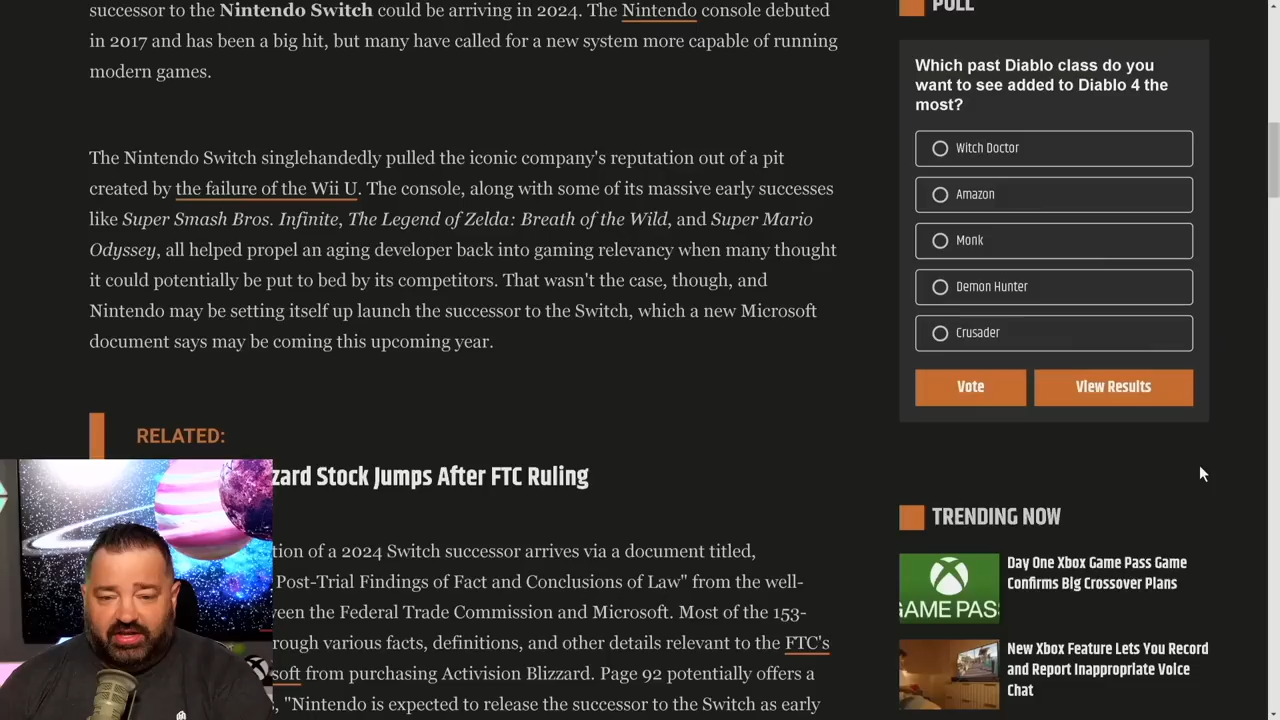 successor to the Nintendo Switch could be arriving in 2024. The Nintendo console debuted
in 2017 and has been a big hit, but many have called for a new system more capable of running
modern games.
The Nintendo Switch singlehandedly pulled the iconic company's reputation out of a pit
created by the failure of the Wii U. The console, along with some of its massive early successes
like Super Smash Bros. Infinite, The Legend of Zelda: Breath of the Wild, and Super Mario
Odyssey, all helped propel an aging developer back into gaming relevancy when many thought
it could potentially be put to bed by its competitors. That wasn't the case, though, and
Nintendo may be setting itself up launch the successor to the Switch, which a new Microsoft
document says may be coming this upcoming year.
RELATED:
zard Stock Jumps After FTC Ruling
tion of a 2024 Switch successor arrives via a document titled,
Post-Trial Findings of Fact and Conclusions of Law" from the well-
ween the Federal Trade Commission and Microsoft. Most of the 153-
rough various facts, definitions, and other details relevant to the FTC's
soft from purchasing Activision Blizzard. Page 92 potentially offers a
, "Nintendo is expected to release the successor to the Switch as early
POLL
Which past Diablo class do you
want to see added to Diablo 4 the
most?
Witch Doctor
Amazon
Monk
Demon Hunter
Crusader
Vote
View Results
TRENDING NOW
GAME PAS
Day One Xbox Game Pass Game
Confirms Big Crossover Plans
New Xbox Feature Lets You Record
and Report Inappropriate Voice
Chat